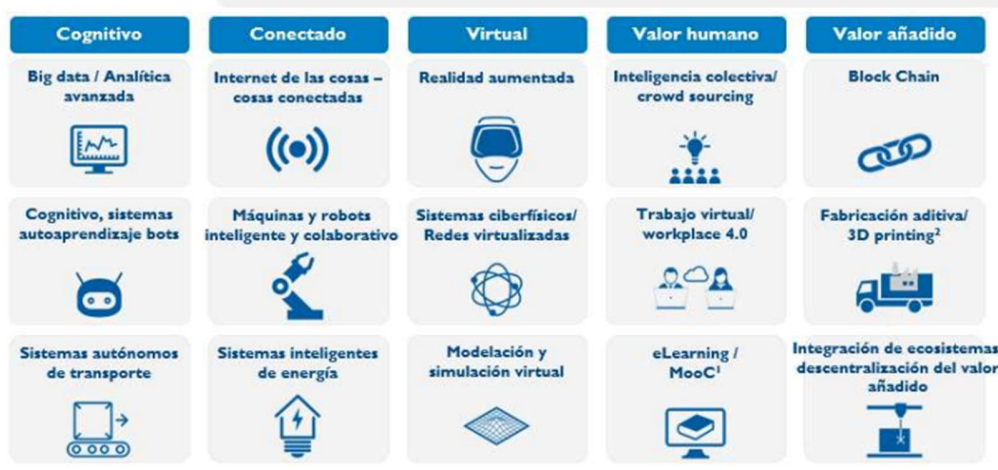 Cognitivo
Conectado
Virtual
Valor humano
Valor añadido
Big data / Analítica
avanzada
Internet de las cosas –
cosas conectadas
Realidad aumentada
Inteligencia colectiva/
crowd sourcing
Block Chain
Cognitivo, sistemas
autoaprendizaje bots
Máquinas y robots
inteligente y colaborativo
Sistemas ciberfísicos/
Redes virtualizadas
Trabajo virtual/
workplace 4.0
Fabricación aditiva/
3D printing²
Sistemas autónomos
de transporte
Sistemas inteligentes
de energía
Modelación y
simulación virtual
eLearning /
MooC¹
Integración de ecosistemas
descentralización del valor
añadido